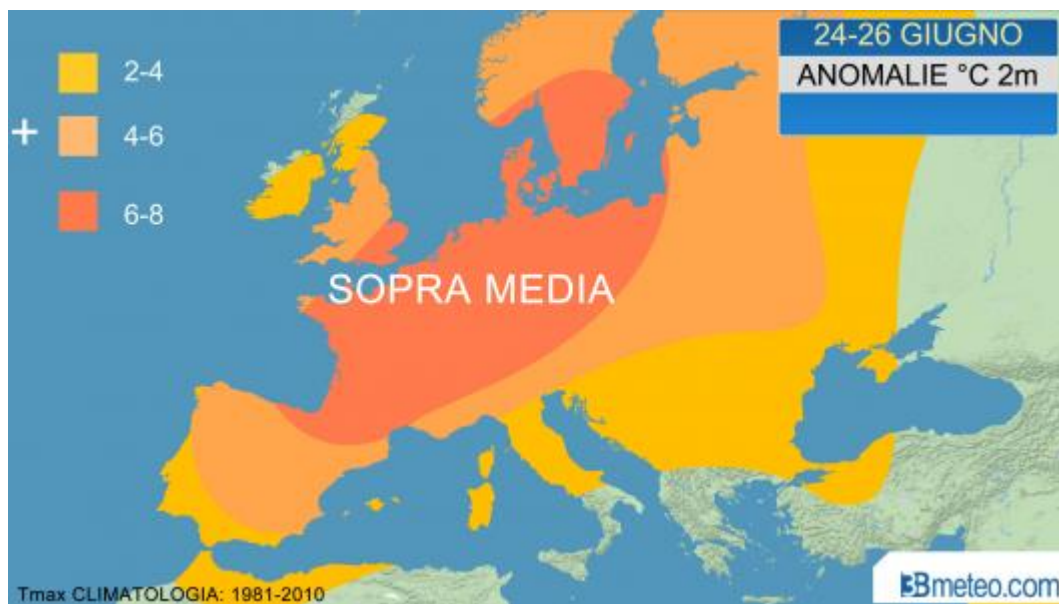 24-26 GIUGNO
ANOMALIE °C 2m
2-4
+ 4-6
6-8
SOPRA MEDIA
Tmax CLIMATOLOGIA: 1981-2010
3Bmeteo.com